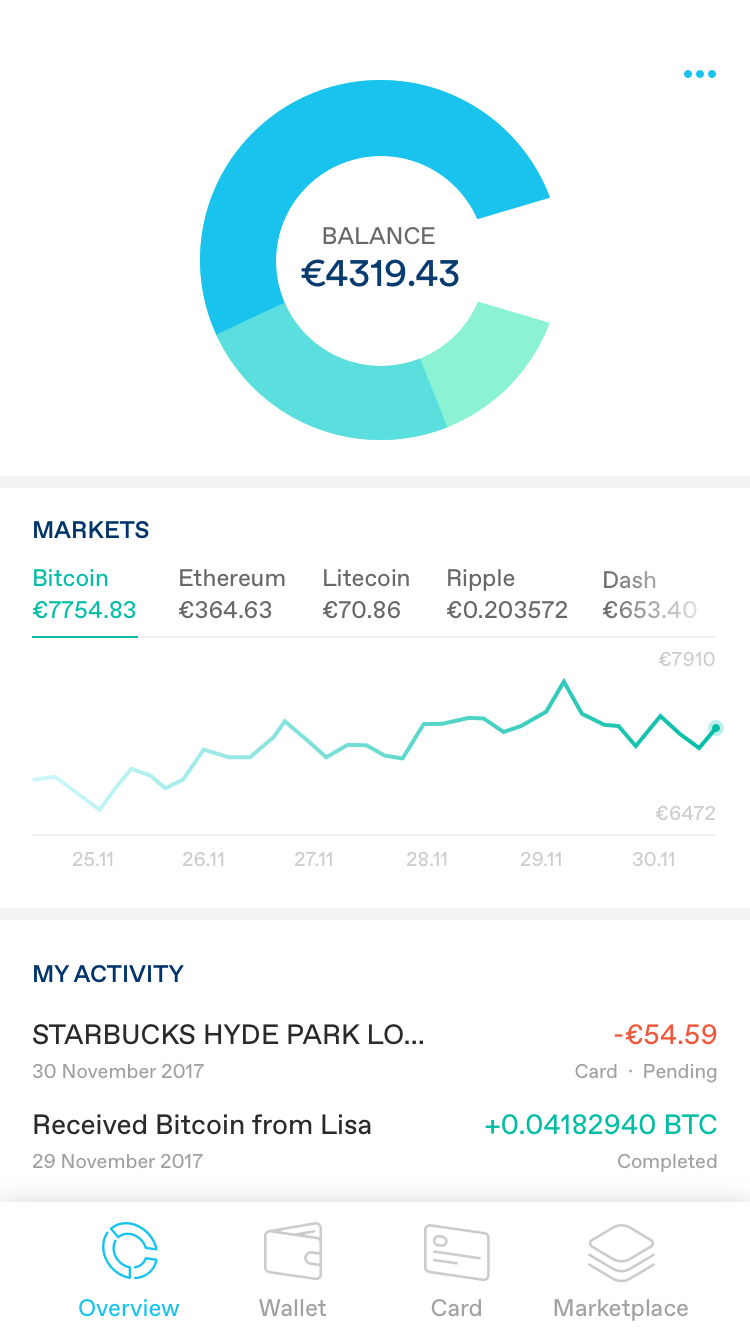 BALANCE
€4319.43
MARKETS
Bitcoin Ethereum Litecoin Ripple Dash
€7754.83 €364.63 €70.86 €0.203572 €653.40
€7910
€6472
25.11 26.11 27.11 28.11 29.11 30.11
MY ACTIVITY
STARBUCKS HYDE PARK LO... -€54.59
30 November 2017 Card · Pending
Received Bitcoin from Lisa +0.04182940 BTC
29 November 2017 Completed
Overview Wallet Card Marketplace